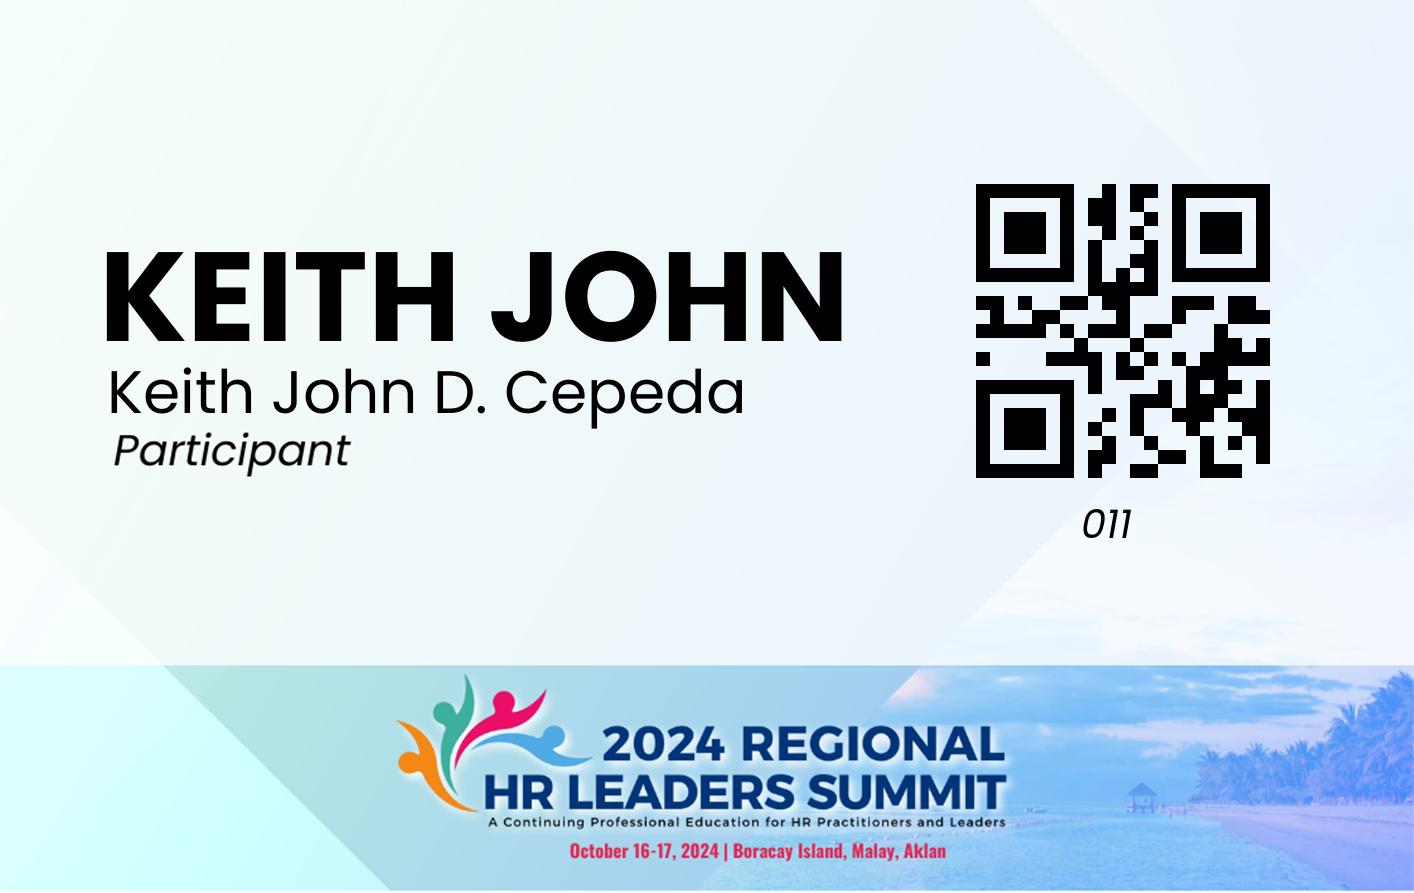 KEITH JOHN
Keith John D. Cepeda
Participant
011
2024 REGIONAL
HR LEADERS SUMMIT
A Continuing Professional Education for HR Practitioners and Leaders
October 16-17, 2024 | Boracay Island, Malay, Aklan